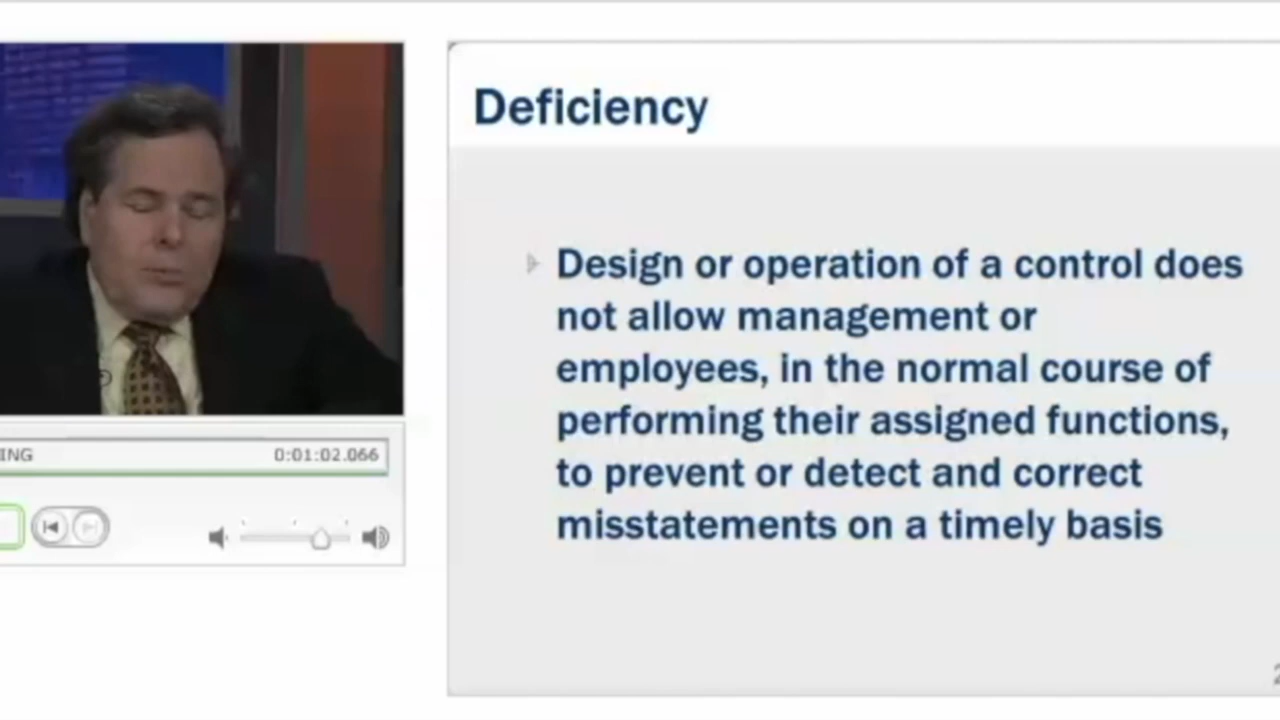 Deficiency
Design or operation of a control does
not allow management or
employees, in the normal course of
performing their assigned functions,
to prevent or detect and correct
misstatements on a timely basis
ING
0:01:02.066
2